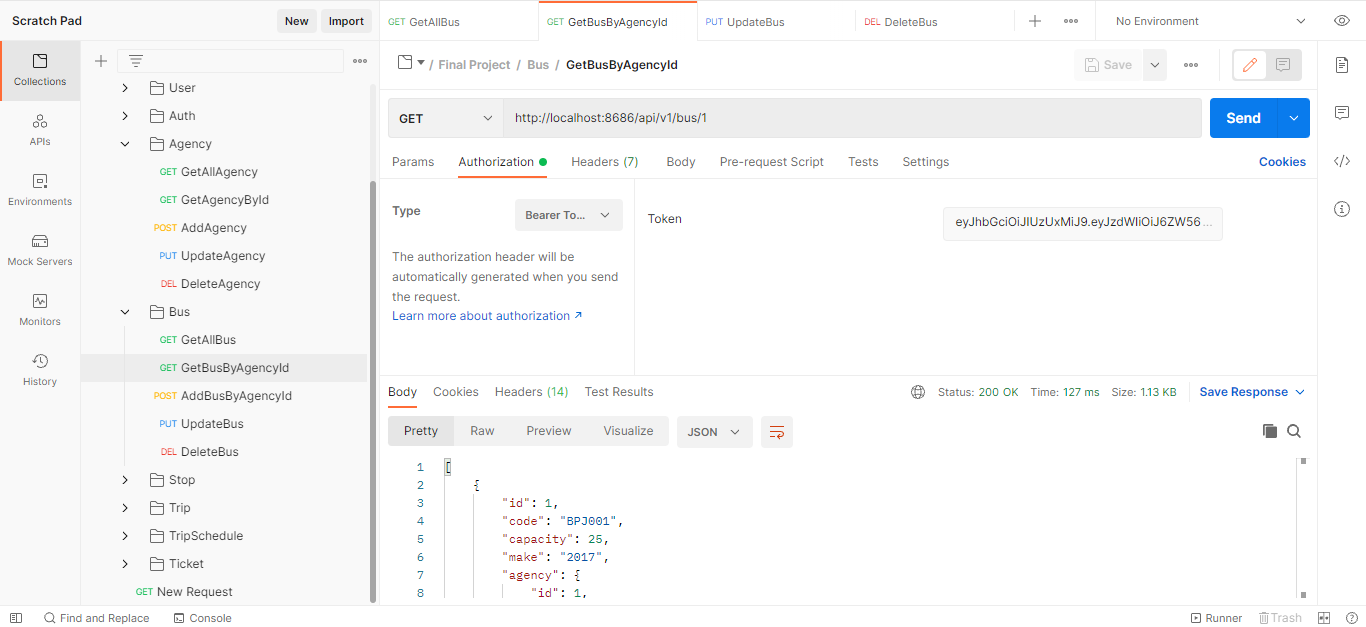 Scratch Pad
New
Import
GET GetAllBus
GET GetBusByAgencyId
PUT UpdateBus
DEL DeleteBus
No Environment
Collections
APIs
Environments
Mock Servers
Monitors
History
User
Auth
Agency
GET GetAllAgency
GET GetAgencyById
POST AddAgency
PUT UpdateAgency
DEL DeleteAgency
Bus
GET GetAllBus
GET GetBusByAgencyId
POST AddBusByAgencyId
PUT UpdateBus
DEL DeleteBus
Stop
Trip
TripSchedule
Ticket
GET New Request
/ Final Project / Bus / GetBusByAgencyId
Save
GET
http://localhost:8686/api/v1/bus/1
Send
Params Authorization Headers (7) Body Pre-request Script Tests Settings
Cookies
Type
Bearer To...
The authorization header will be
automatically generated when you send
the request.
Learn more about authorization ↗
Token
eyJhbGciOiJIUzUxMiJ9.eyJzdWIiOiJ6ZW56 ...
Body Cookies Headers (14) Test Results
Status: 200 OK Time: 127 ms Size: 1.13 KB
Save Response
Pretty Raw Preview Visualize
JSON
1 [
2 {
3 "id": 1,
4 "code": "BPJ001",
5 "capacity": 25,
6 "make": "2017",
7 "agency": {
8 "id": 1,
Find and Replace
Console
Runner
Trash